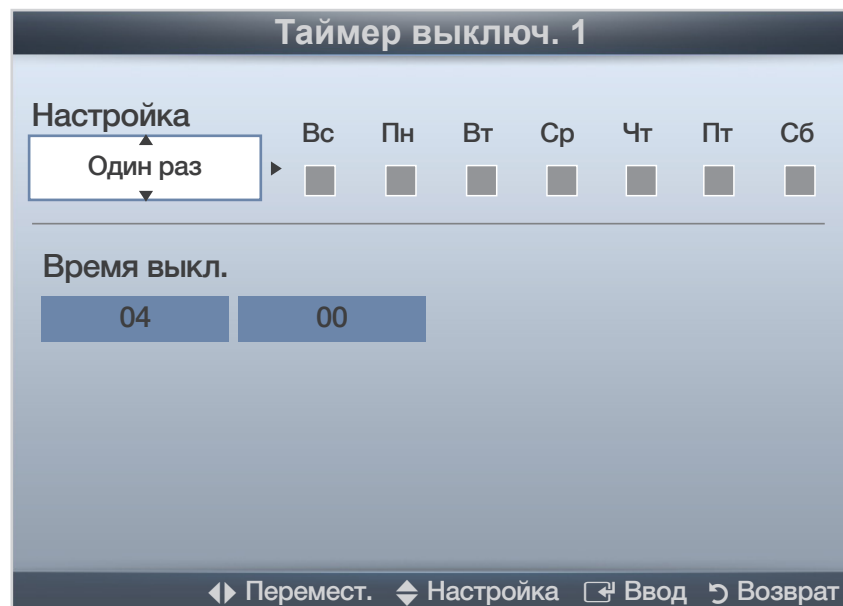 Таймер выключ. 1
Настройка
Вс Пн Вт Ср Чт Пт Сб
Один раз
Время выкл.
04 00
Перемест. Настройка Ввод Возврат